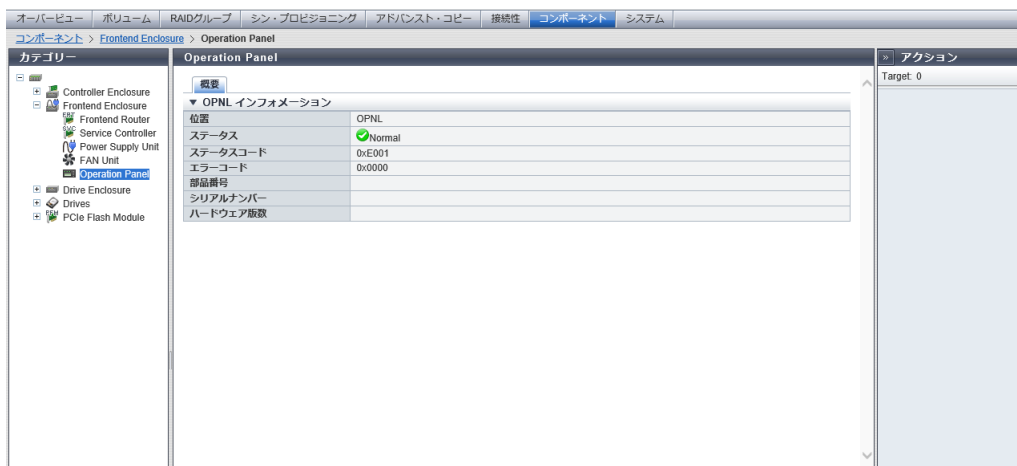 オーバービュー ボリューム RAIDグループ シン・プロビジョニング アドバンスト・コピー 接続性 コンポーネント システム
コンポーネント > Frontend Enclosure > Operation Panel
カテゴリー
Controller Enclosure
Frontend Enclosure
Frontend Router
Service Controller
Power Supply Unit
FAN Unit
Operation Panel
Drive Enclosure
Drives
PCIe Flash Module
Operation Panel
概要
▼ OPNL インフォメーション
位置 OPNL
ステータス Normal
ステータスコード 0xE001
エラーコード 0x0000
部品番号
シリアルナンバー
ハードウェア版数
» アクション
Target: 0